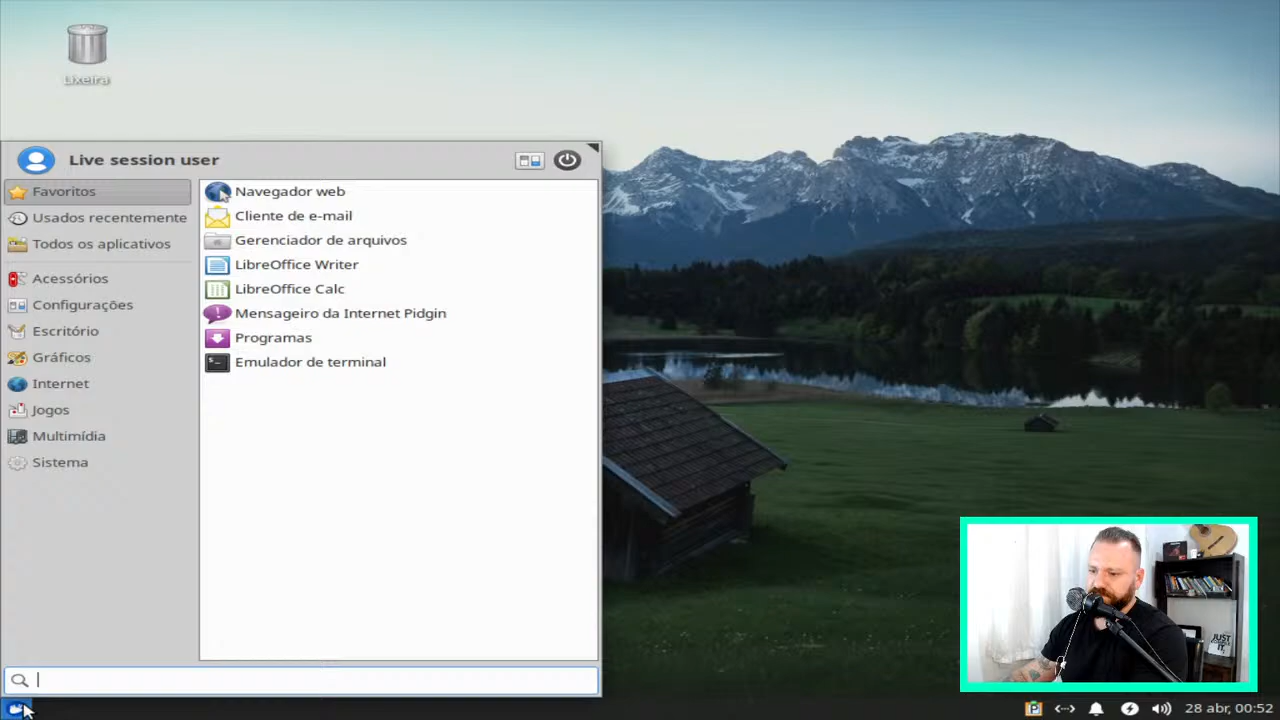 Lixeira
Live session user
Favoritos
Usados recentemente
Todos os aplicativos
Acessórios
Configurações
Escritório
Gráficos
Internet
Jogos
Multimídia
Sistema
Navegador web
Cliente de e-mail
Gerenciador de arquivos
LibreOffice Writer
LibreOffice Calc
Mensageiro da Internet Pidgin
Programas
Emulador de terminal
28 abr, 00:52